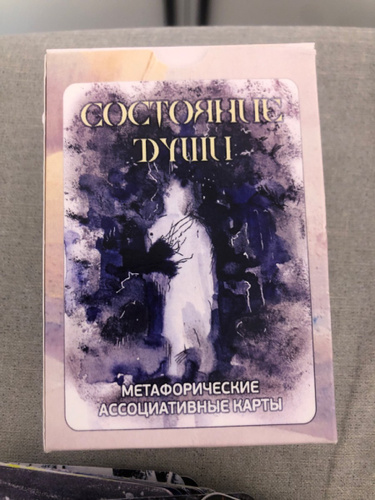 СОСТОЯНИЕ
ДУШИ
МЕТАФОРИЧЕСКИЕ
АССОЦИАТИВНЫЕ КАРТЫ